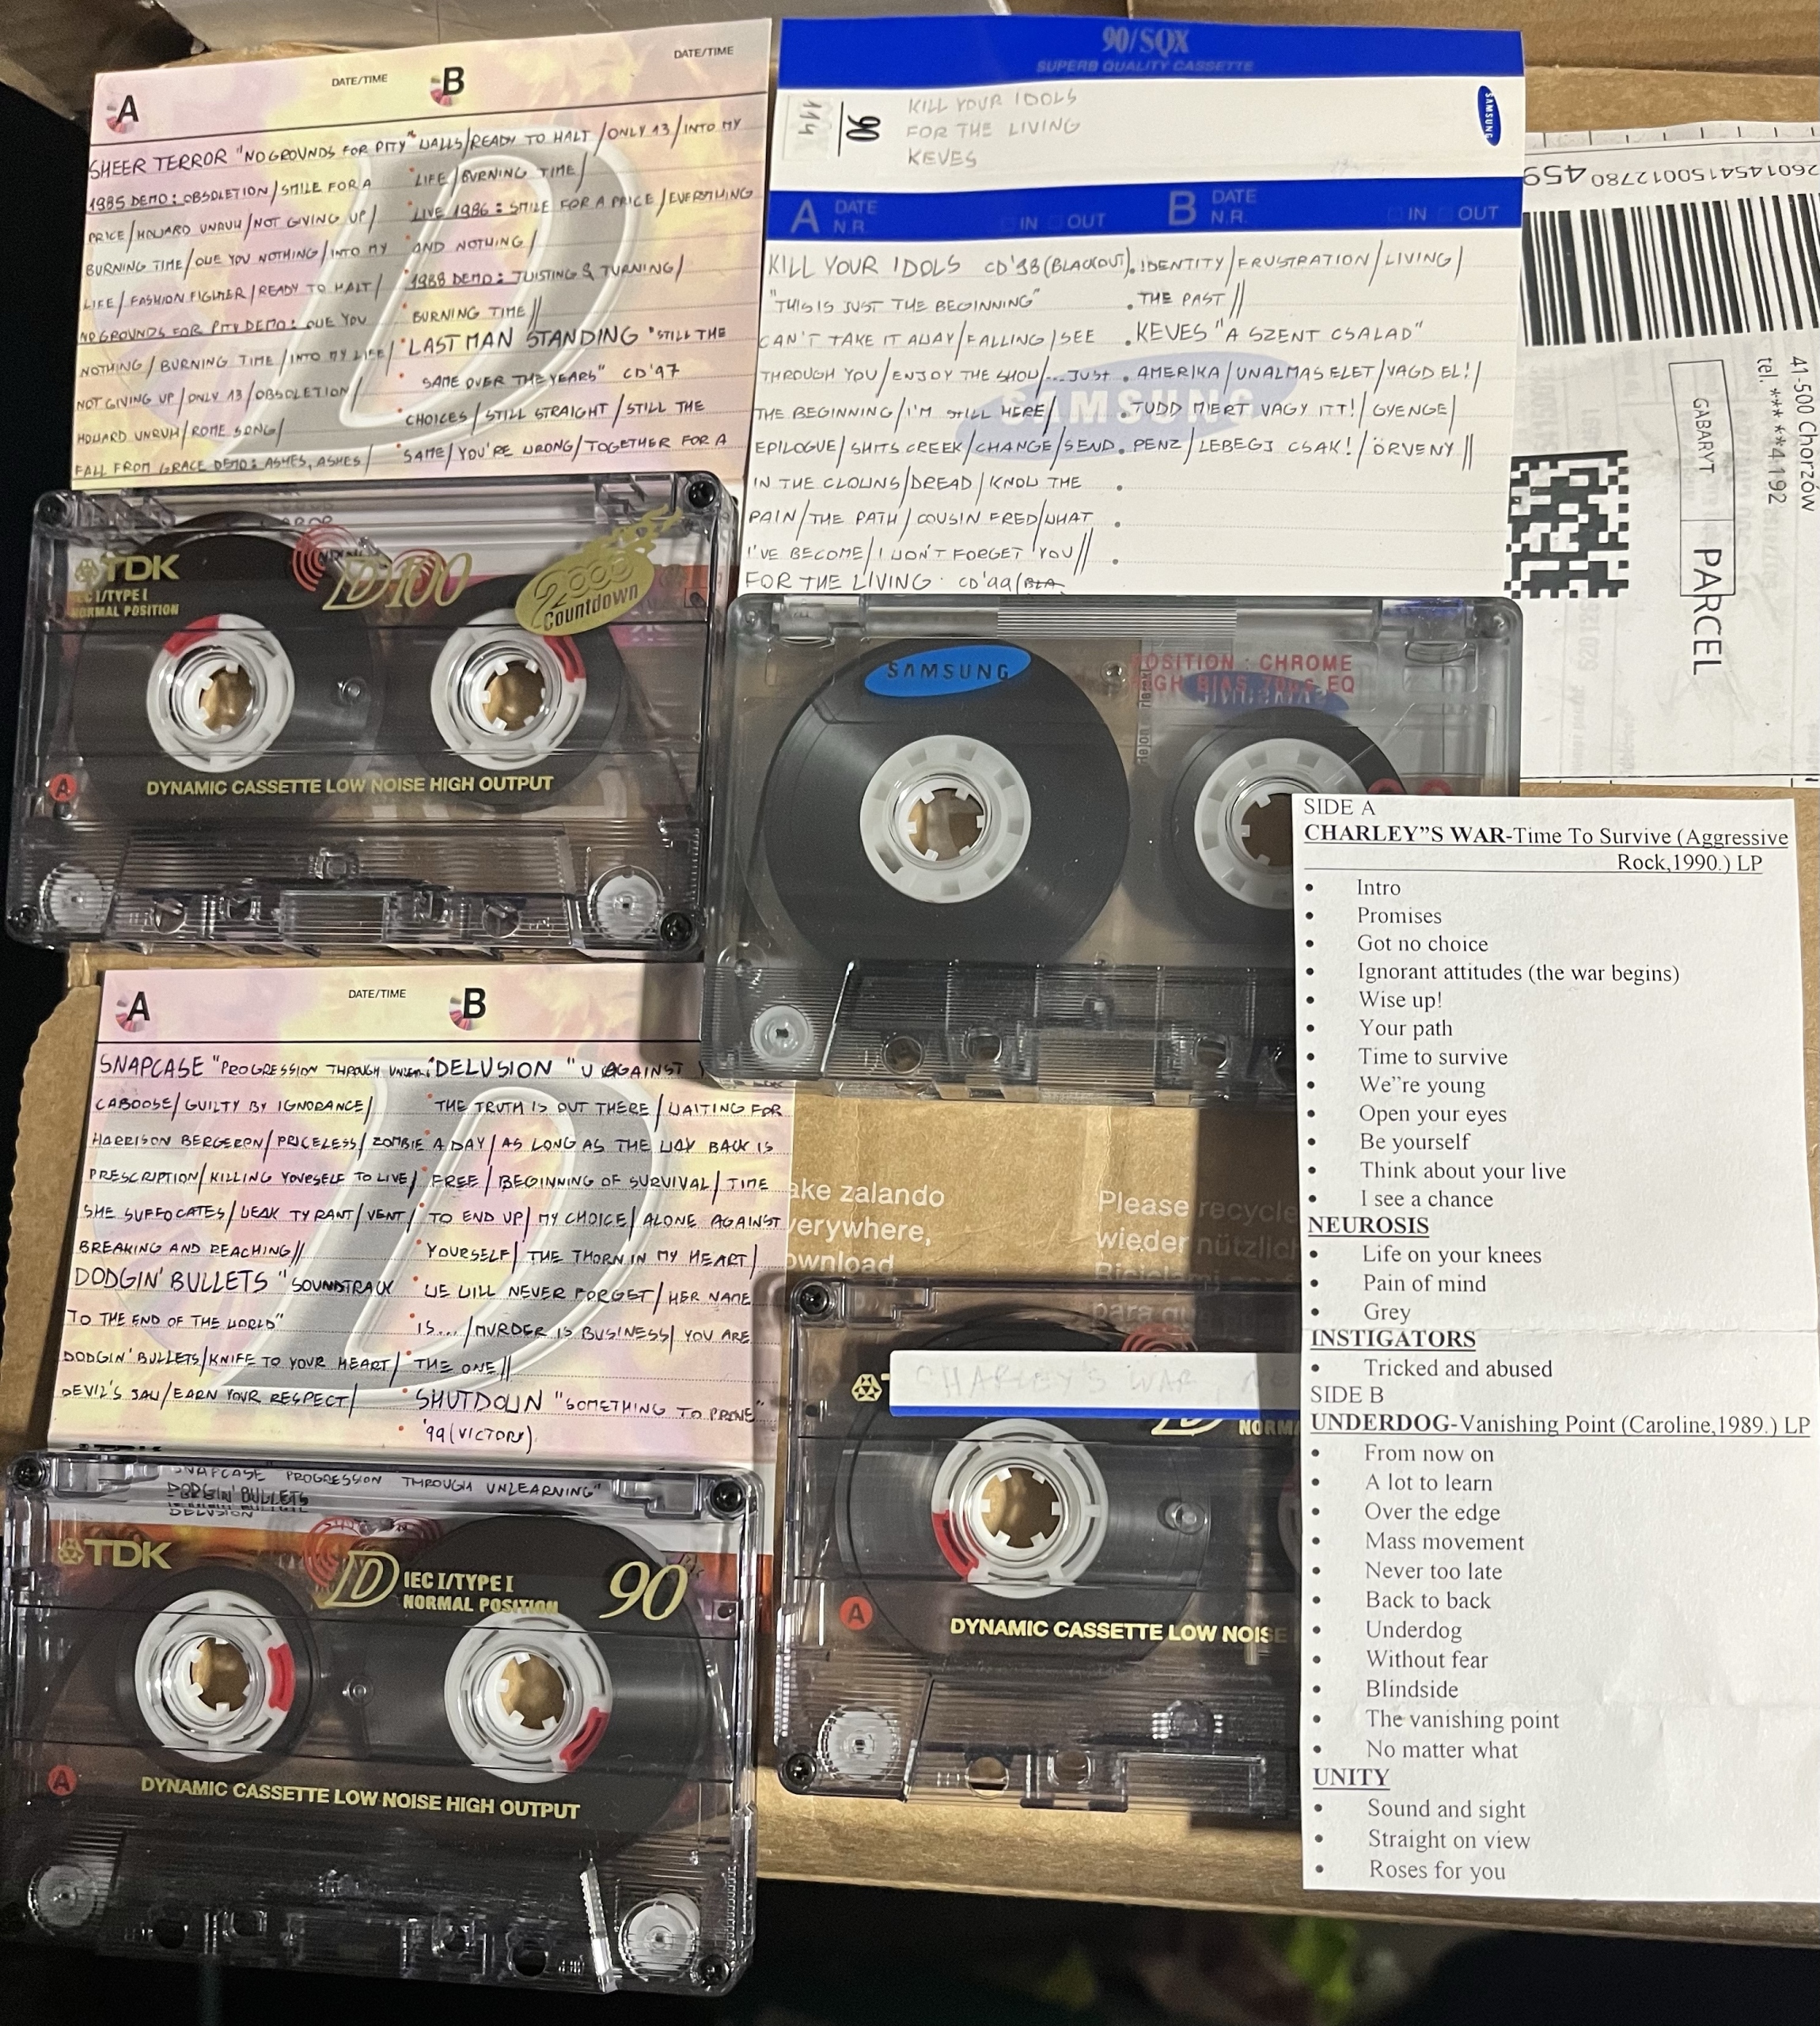 A
DATE/TIME
B
DATE/TIME
SHEER TERROR "NO GROUNDS FOR PITY"
1985 DEMO: OBSOLETION/SMILE FOR A
PRICE/HOWARD UNRUH/NOT GIVING UP/
BURNING TIME/OWE YOU NOTHING/INTO MY
LIFE/FASHION FIGHTER/READY TO HALT/
NO GROUNDS FOR PITY DEMO: OWE YOU
NOTHING/BURNING TIME/INTO MY LIFE/
NOT GIVING UP/ONLY 13/OBSOLETION/
HOWARD UNRUH/ROME SONG/
FALL FROM GRACE DEMO: ASHES, ASHES/
WALLS/READY TO HALT/ONLY 13/INTO MY
LIFE/BURNING TIME/
LIVE 1986: SMILE FOR A PRICE/EVERYTHING
AND NOTHING/
1988 DEMO: TWISTING & TURNING/
BURNING TIME//
LAST MAN STANDING "STILL THE
SAME OVER THE YEARS" CD'97
CHOICES/STILL STRAIGHT/STILL THE
SAME/YOU'RE WRONG/TOGETHER FOR A
TDK
IEC I/TYPE I
NORMAL POSITION
D100
2000
Countdown
A
DYNAMIC CASSETTE LOW NOISE HIGH OUTPUT
90/SQX
SUPERB QUALITY CASSETTE
114
90
KILL YOUR IDOLS
FOR THE LIVING
KEVES
SAMSUNG
A DATE
N.R.
IN OUT
B DATE
N.R.
IN OUT
KILL YOUR IDOLS CD'98 (BLACKOUT)
"THIS IS JUST THE BEGINNING"
CAN'T TAKE IT AWAY/FALLING/SEE
THROUGH YOU/ENJOY THE SHOW/...JUST
THE BEGINNING/I'M STILL HERE/
EPILOGUE/SHITS CREEK/CHANGE/SEND
IN THE CLOWNS/DREAD/KNOW THE
PAIN/THE PATH/COUSIN FRED/WHAT
I'VE BECOME/I WON'T FORGET YOU//
FOR THE LIVING CD'99
IDENTITY/FRUSTRATION/LIVING/
THE PAST//
KEVES "A SZENT CSALAD"
AMERIKA/UNALMAS ELET/VAGD EL!/
TUDD MIERT VAGY ITT!/GYENGE/
PENZ/LEBEGJ CSAK!/ÖRVENY//
SAMSUNG
SAMSUNG
POSITION : CHROME
HIGH BIAS 70µs EQ
459
41-500 Chorzów
tel. *****4192
GABARYT
PARCEL
A
DATE/TIME
B
SNAPCASE "PROGRESSION THROUGH UNLEARN.
CABOOSE/GUILTY BY IGNORANCE/
HARRISON BERGERON/PRICELESS/ZOMBIE
PRESCRIPTION/KILLING YOURSELF TO LIVE/
SHE SUFFOCATES/WEAK TYRANT/VENT/
BREAKING AND REACHING//
DODGIN' BULLETS "SOUNDTRACK
TO THE END OF THE WORLD"
DODGIN' BULLETS/KNIFE TO YOUR HEART/
DEVIL'S JAW/EARN YOUR RESPECT/
DELUSION "U AGAINST
THE TRUTH IS OUT THERE/WAITING FOR
A DAY/AS LONG AS THE WAY BACK IS
FREE/BEGINNING OF SURVIVAL/TIME
TO END UP/MY CHOICE/ALONE AGAINST
YOURSELF/THE THORN IN MY HEART/
WE WILL NEVER FORGET/HER NAME
IS.../MURDER IS BUSINESS/YOU ARE
THE ONE//
SHUTDOWN "SOMETHING TO PROVE"
'99 (VICTORY)
SNAPCASE PROGRESSION THROUGH UNLEARNING"
DODGIN' BULLETS
DELUSION
TDK
D IEC I/TYPE I
NORMAL POSITION
90
A
DYNAMIC CASSETTE LOW NOISE HIGH OUTPUT
zalando
everywhere,
download
Please recycle
wieder nützlich
CHARLEY'S WAR
A
DYNAMIC CASSETTE LOW NOISE
SIDE A
CHARLEY"S WAR-Time To Survive (Aggressive
Rock,1990.) LP
• Intro
• Promises
• Got no choice
• Ignorant attitudes (the war begins)
• Wise up!
• Your path
• Time to survive
• We"re young
• Open your eyes
• Be yourself
• Think about your live
• I see a chance
NEUROSIS
• Life on your knees
• Pain of mind
• Grey
INSTIGATORS
• Tricked and abused
SIDE B
UNDERDOG-Vanishing Point (Caroline,1989.) LP
• From now on
• A lot to learn
• Over the edge
• Mass movement
• Never too late
• Back to back
• Underdog
• Without fear
• Blindside
• The vanishing point
• No matter what
UNITY
• Sound and sight
• Straight on view
• Roses for you